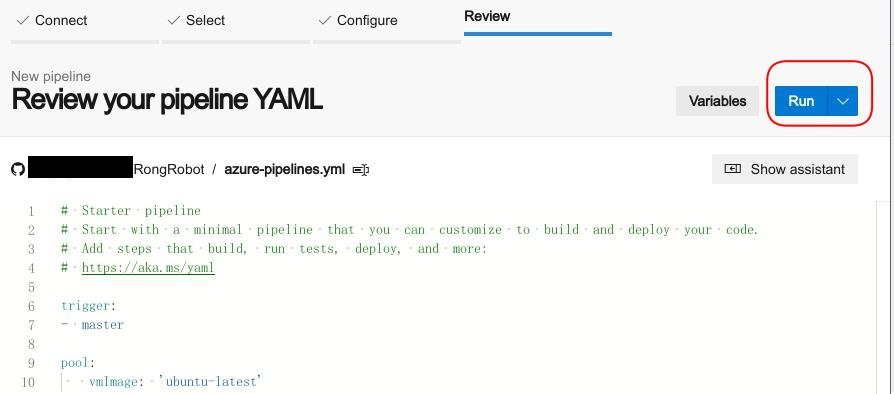 Connect Select Configure Review
New pipeline
Review your pipeline YAML
Variables Run
RongRobot / azure-pipelines.yml
Show assistant
1 # Starter pipeline
2 # Start with a minimal pipeline that you can customize to build and deploy your code.
3 # Add steps that build, run tests, deploy, and more:
4 # https://aka.ms/yaml
5
6 trigger:
7 - master
8
9 pool:
10 vmImage: 'ubuntu-latest'